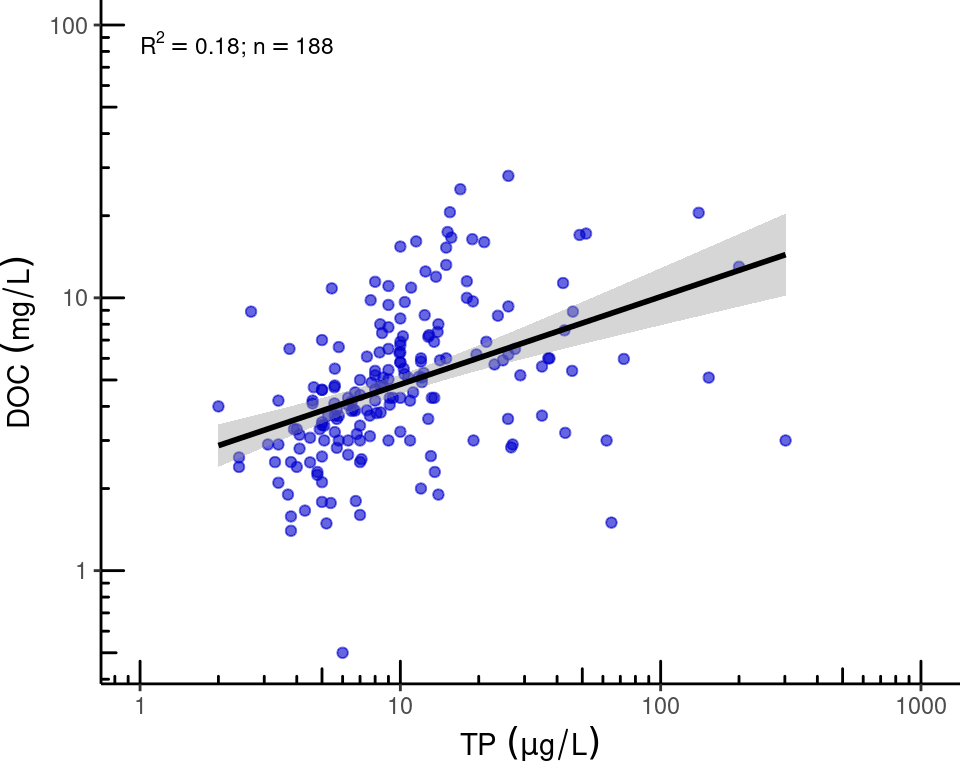 100
R² = 0.18; n = 188
10
DOC (mg/L)
1
1 10 100 1000
TP (µg/L)